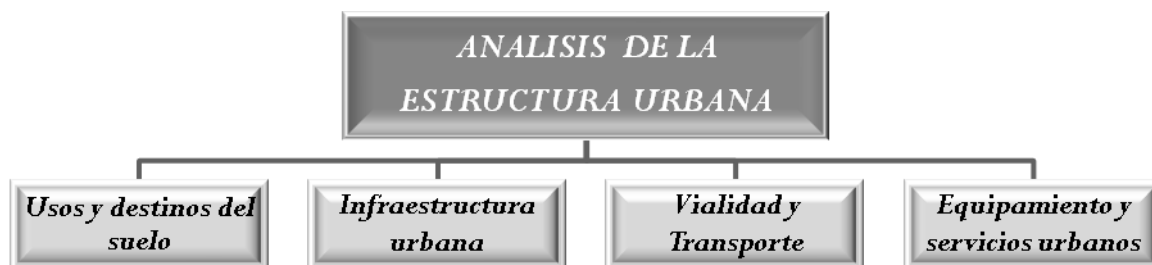 ANALISIS DE LA
ESTRUCTURA URBANA
Usos y destinos del
suelo
Infraestructura
urbana
Vialidad y
Transporte
Equipamiento y
servicios urbanos